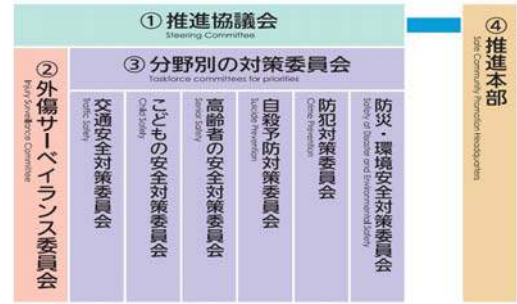 ①推進協議会
Steering Committee
②外傷サーベイランス委員会
Injury Surveillance Committee
③分野別の対策委員会
Taskforce committees for priorities
交通安全対策委員会
Traffic Safety
こどもの安全対策委員会
Child Safety
高齢者の安全対策委員会
Senior Safety
自殺予防対策委員会
Suicide Prevention
防犯対策委員会
Crime Prevention
防災・環境安全対策委員会
Safety at Disaster and Environmental Safety
④推進本部
Safe Community Promotion Headquarters